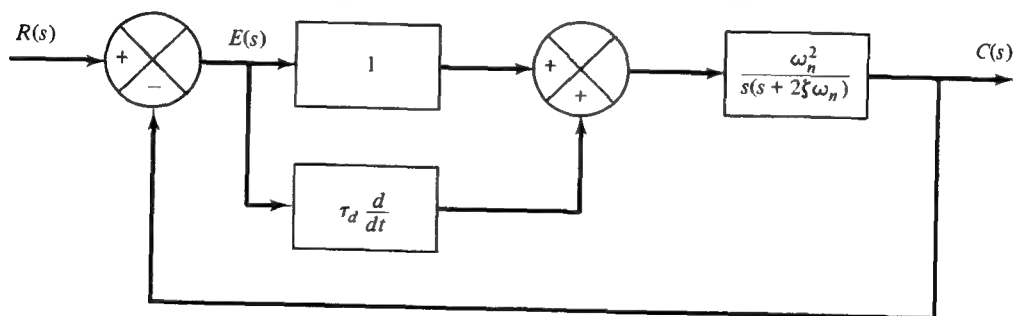 R(s)
+
−
E(s)
1
τ_d d/dt
+
+
ω_n^2 / s(s + 2ζω_n)
C(s)